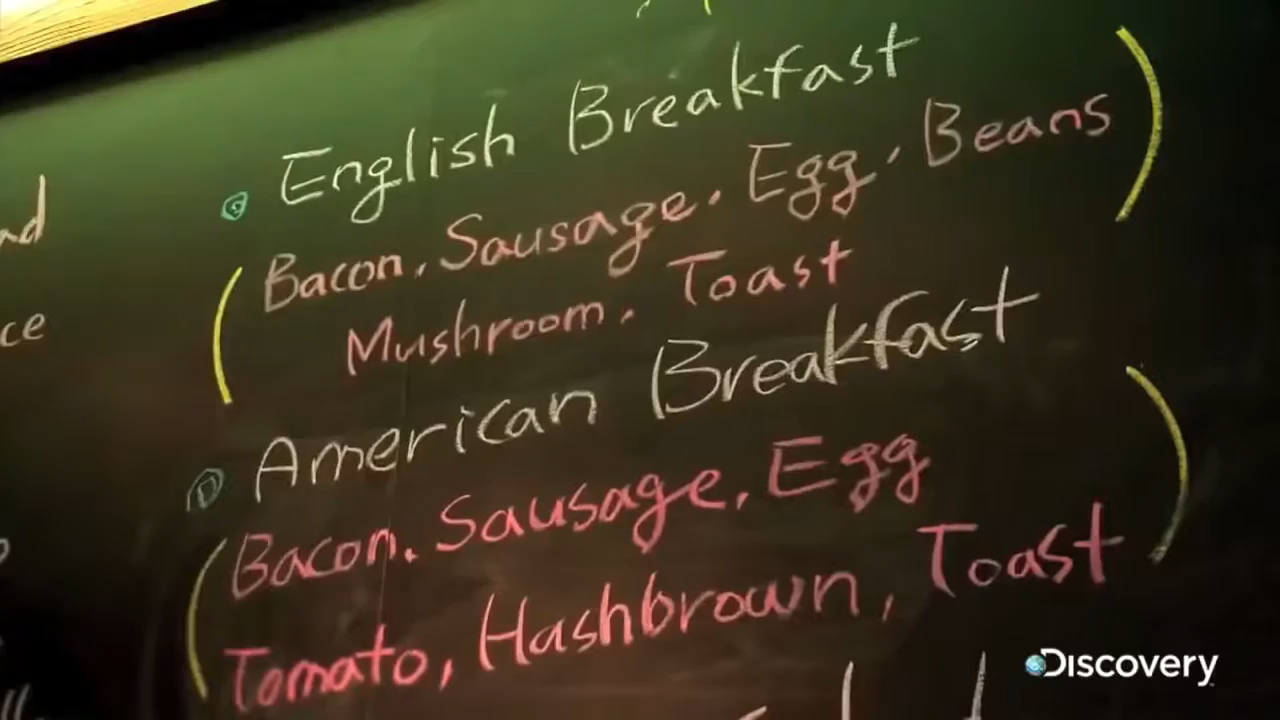 English Breakfast
(Bacon, Sausage, Egg, Beans
Mushroom, Toast)
American Breakfast
(Bacon, Sausage, Egg
Tomato, Hashbrown, Toast)
Discovery